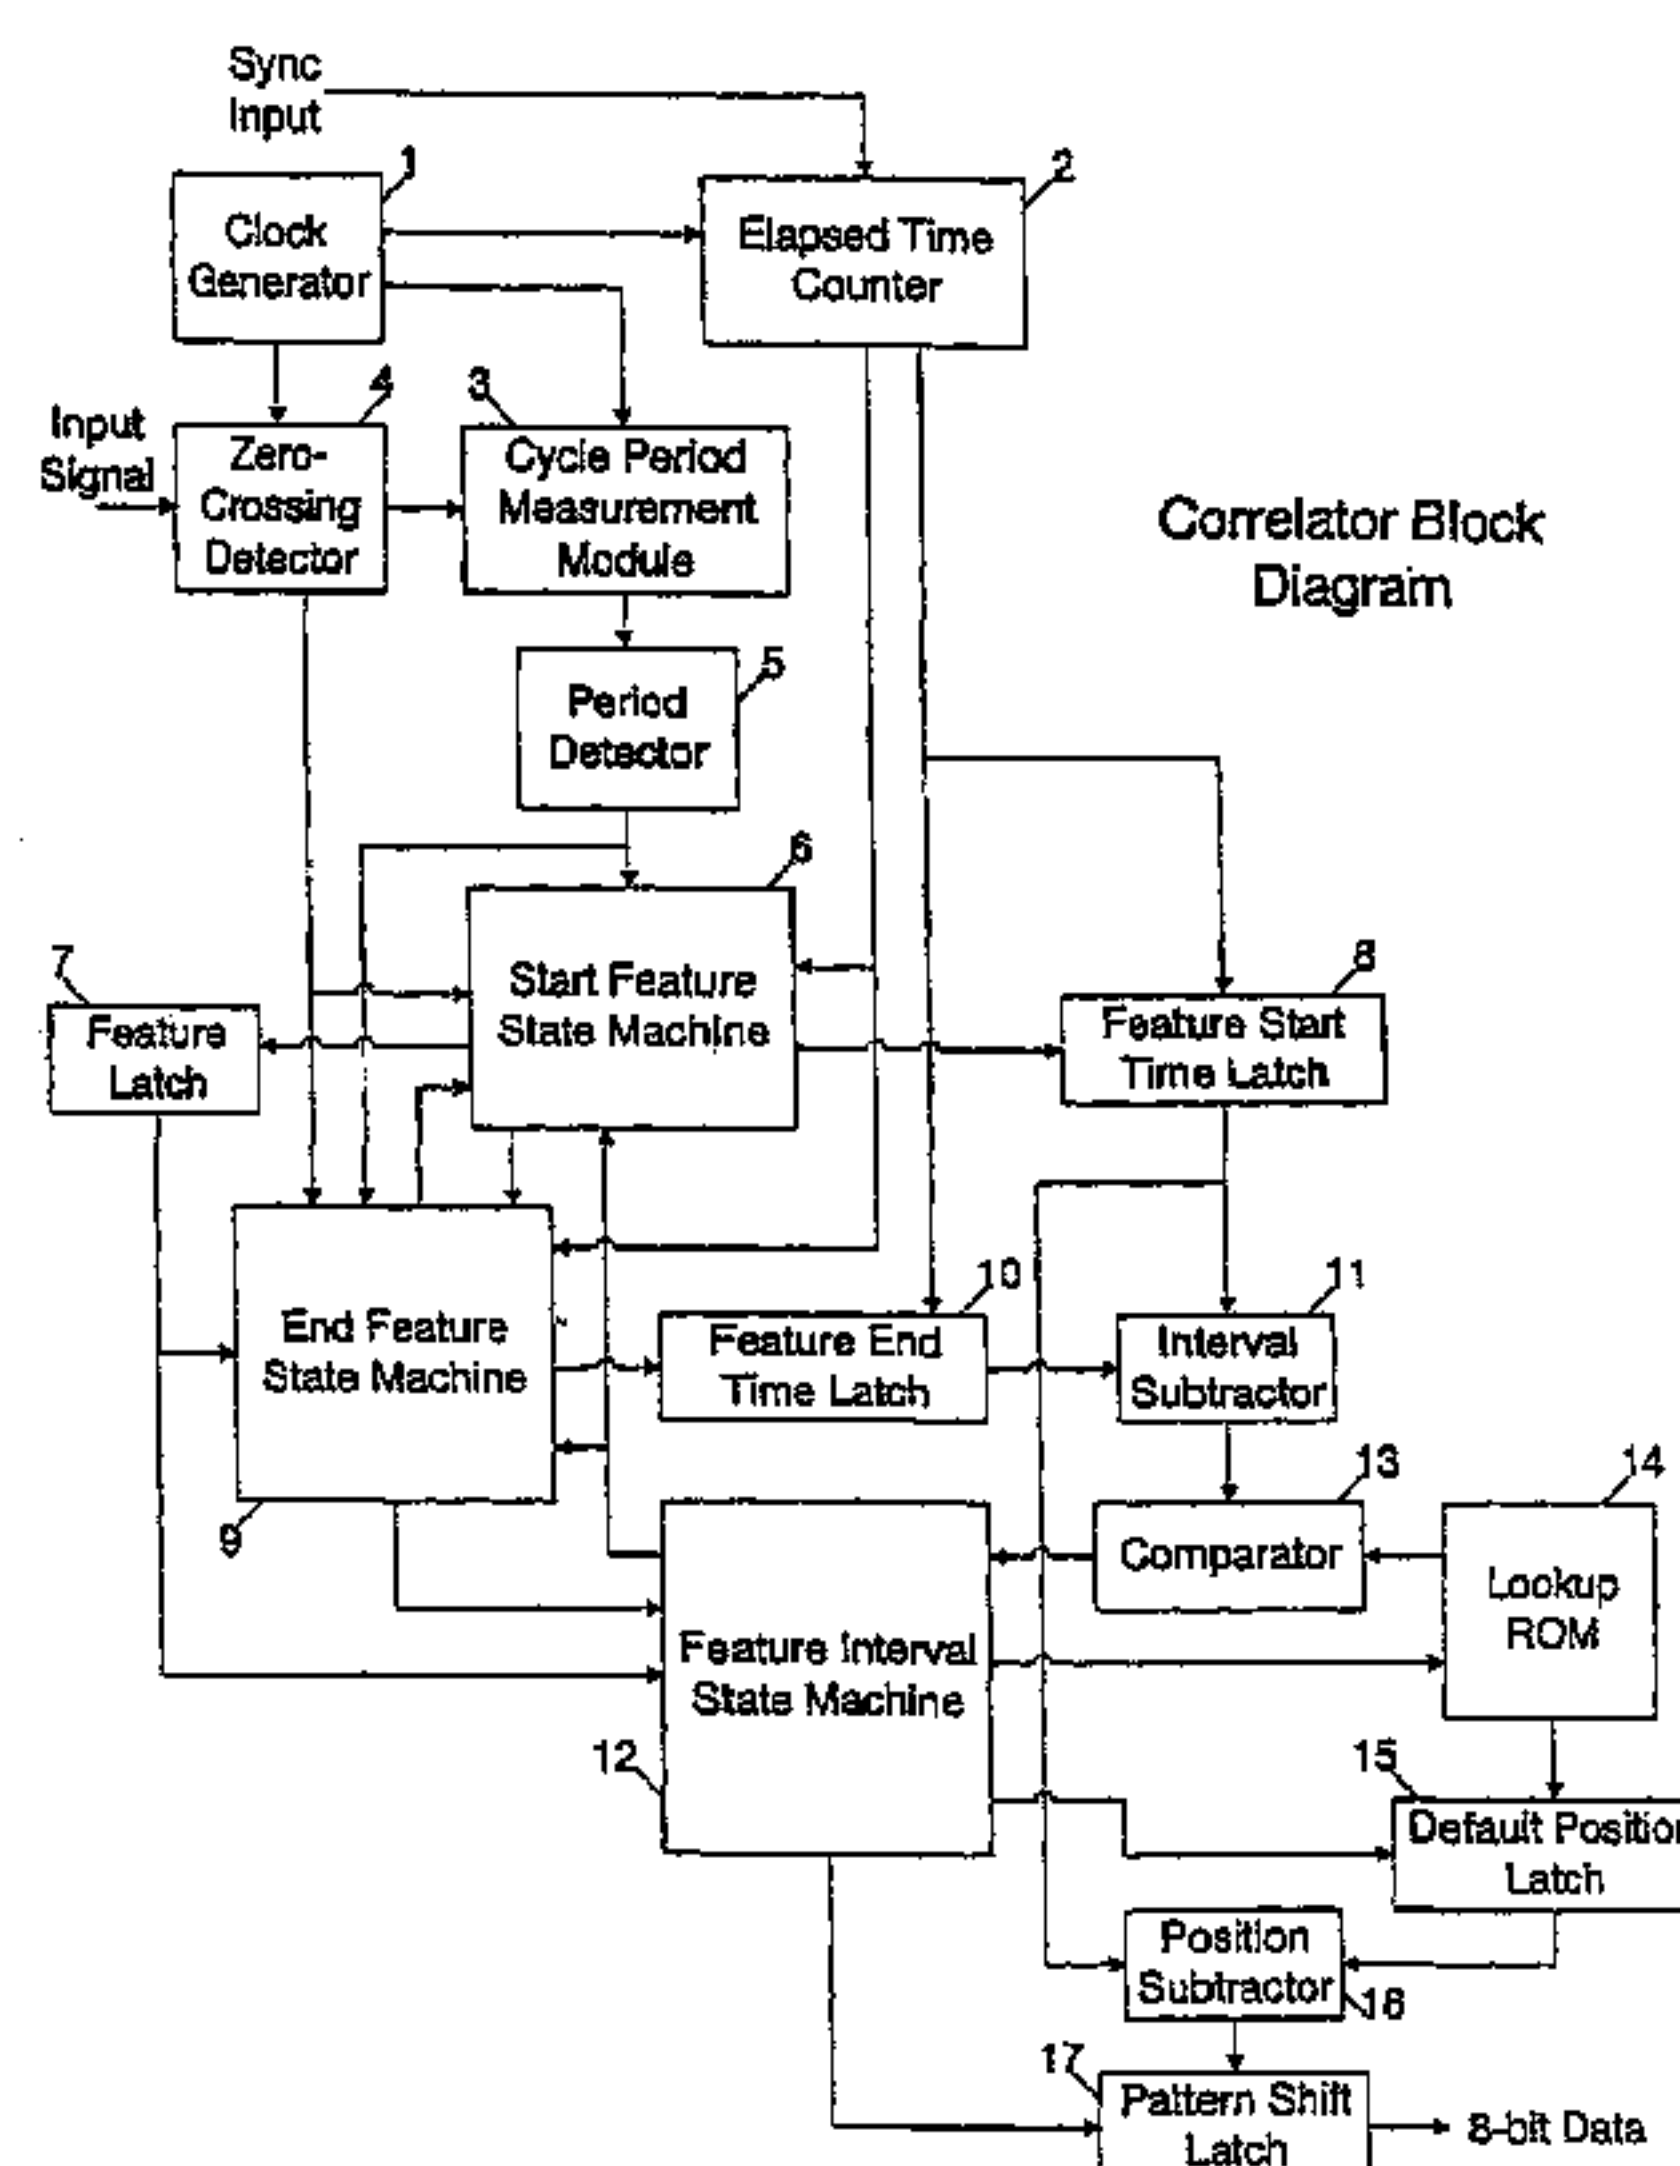 Sync
Input
1
Clock
Generator
2
Elapsed Time
Counter
Input
Signal
4
Zero-
Crossing
Detector
3
Cycle Period
Measurement
Module
Correlator Block
Diagram
5
Period
Detector
6
Start Feature
State Machine
7
Feature
Latch
8
Feature Start
Time Latch
End Feature
State Machine
9
10
Feature End
Time Latch
11
Interval
Subtractor
13
Comparator
14
Lookup
ROM
Feature Interval
State Machine
12
15
Default Position
Latch
Position
Subtractor
16
17
Pattern Shift
Latch
8-bit Data